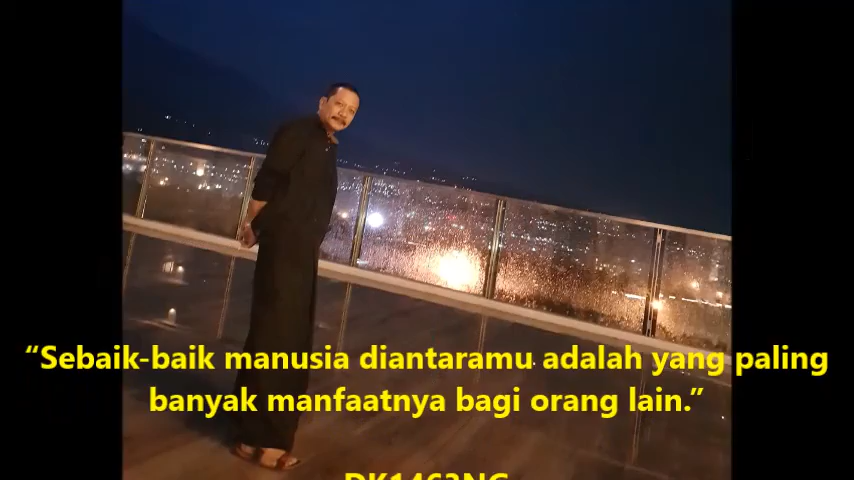 “Sebaik-baik manusia diantaramu adalah yang paling
banyak manfaatnya bagi orang lain.”